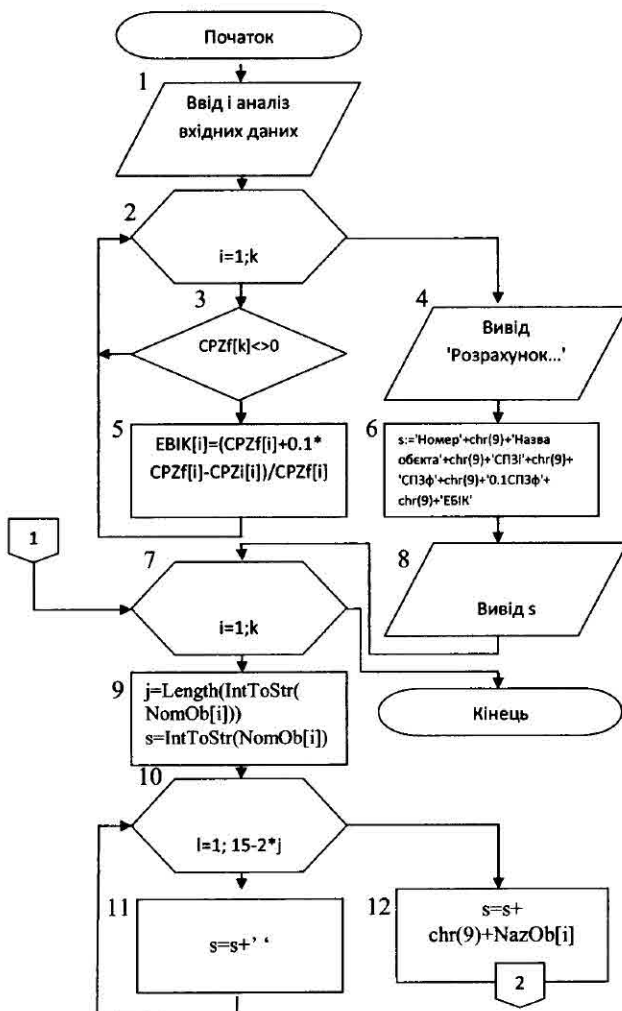 Початок
1
Ввід і аналіз
вхідних даних
2
i=1;k
3
CPZf[k]<>0
4
Вивід
'Розрахунок...'
5
EBIK[i]=(CPZf[i]+0.1*
CPZf[i]-CPZi[i])/CPZf[i]
6
s:='Номер'+chr(9)+'Назва
обєкта'+chr(9)+'СПЗІ'+chr(9)+
'СПЗф'+chr(9)+'0.1СПЗф'+
chr(9)+'ЕБІК'
1
7
i=1;k
8
Вивід s
9
j=Length(IntToStr(
NomOb[i]))
s=IntToStr(NomOb[i])
Кінець
10
l=1; 15-2*j
11
s=s+’ ‘
12
s=s+
chr(9)+NazOb[i]
2